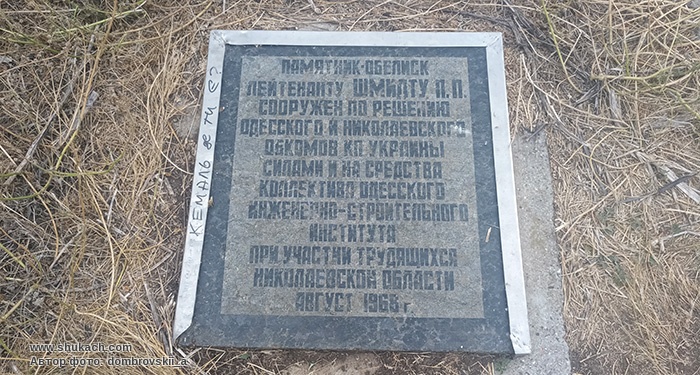 ПАМЯТНИК-ОБЕЛИСК
ЛЕЙТЕНАНТУ ШМИДТУ П.П.
СООРУЖЕН ПО РЕШЕНИЮ
ОДЕССКОГО И НИКОЛАЕВСКОГО
ОБКОМОВ КП УКРАИНЫ
СИЛАМИ И НА СРЕДСТВА
КОЛЛЕКТИВА ОДЕССКОГО
ИНЖЕНЕРНО-СТРОИТЕЛЬНОГО
ИНСТИТУТА
ПРИ УЧАСТИИ ТРУДЯЩИХСЯ
НИКОЛАЕВСКОЙ ОБЛАСТИ
АВГУСТ 1968 г.
КЕМАЛЬ
www.shukach.com
Автор фото: dombrovskii.a